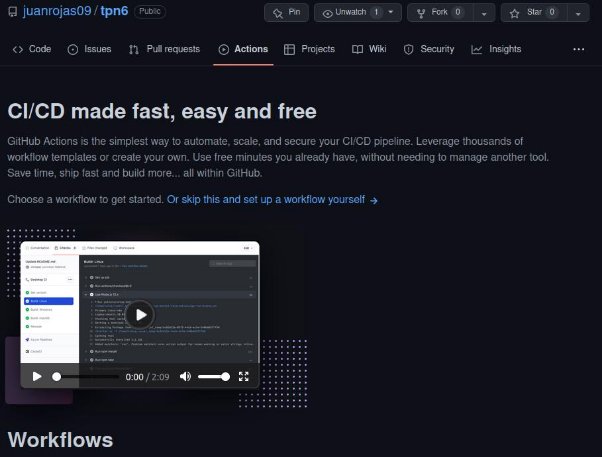 juanrojas09 / tpn6 Public Pin Unwatch 1 Fork 0 Star 0
Code Issues Pull requests Actions Projects Wiki Security Insights
CI/CD made fast, easy and free
GitHub Actions is the simplest way to automate, scale, and secure your CI/CD pipeline. Leverage thousands of
workflow templates or create your own. Use free minutes you already have, without needing to manage another tool.
Save time, ship fast and build more... all within GitHub.
Choose a workflow to get started. Or skip this and set up a workflow yourself
Build Linux
0:00 / 2:09
Workflows